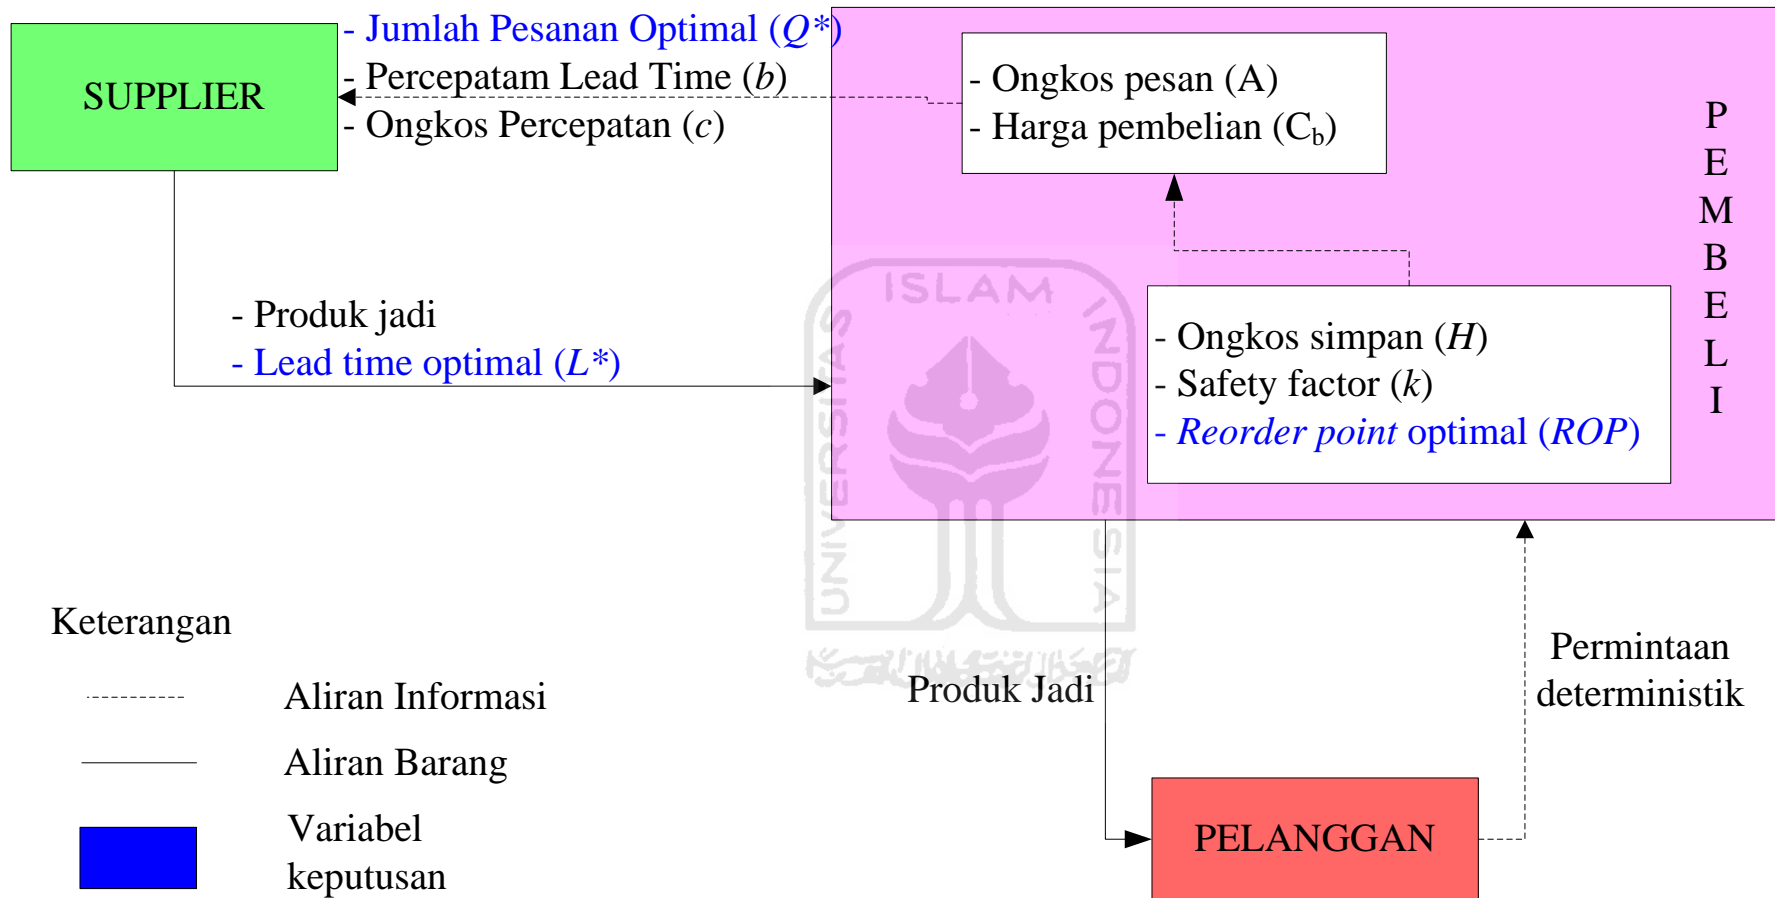 SUPPLIER
- Jumlah Pesanan Optimal (Q*)
- Percepatam Lead Time (b)
- Ongkos Percepatan (c)
- Ongkos pesan (A)
- Harga pembelian (Cb)
P
E
M
B
E
L
I
- Produk jadi
- Lead time optimal (L*)
- Ongkos simpan (H)
- Safety factor (k)
- Reorder point optimal (ROP)
UNIVERSITAS
ISLAM
INDONESIA
Keterangan
Aliran Informasi
Aliran Barang
Variabel
keputusan
Produk Jadi
Permintaan
deterministik
PELANGGAN